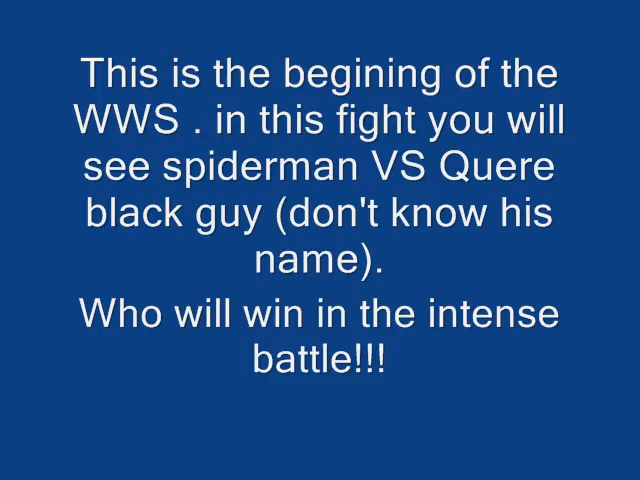 This is the begining of the
WWS . in this fight you will
see spiderman VS Quere
black guy (don't know his
name).
Who will win in the intense
battle!!!